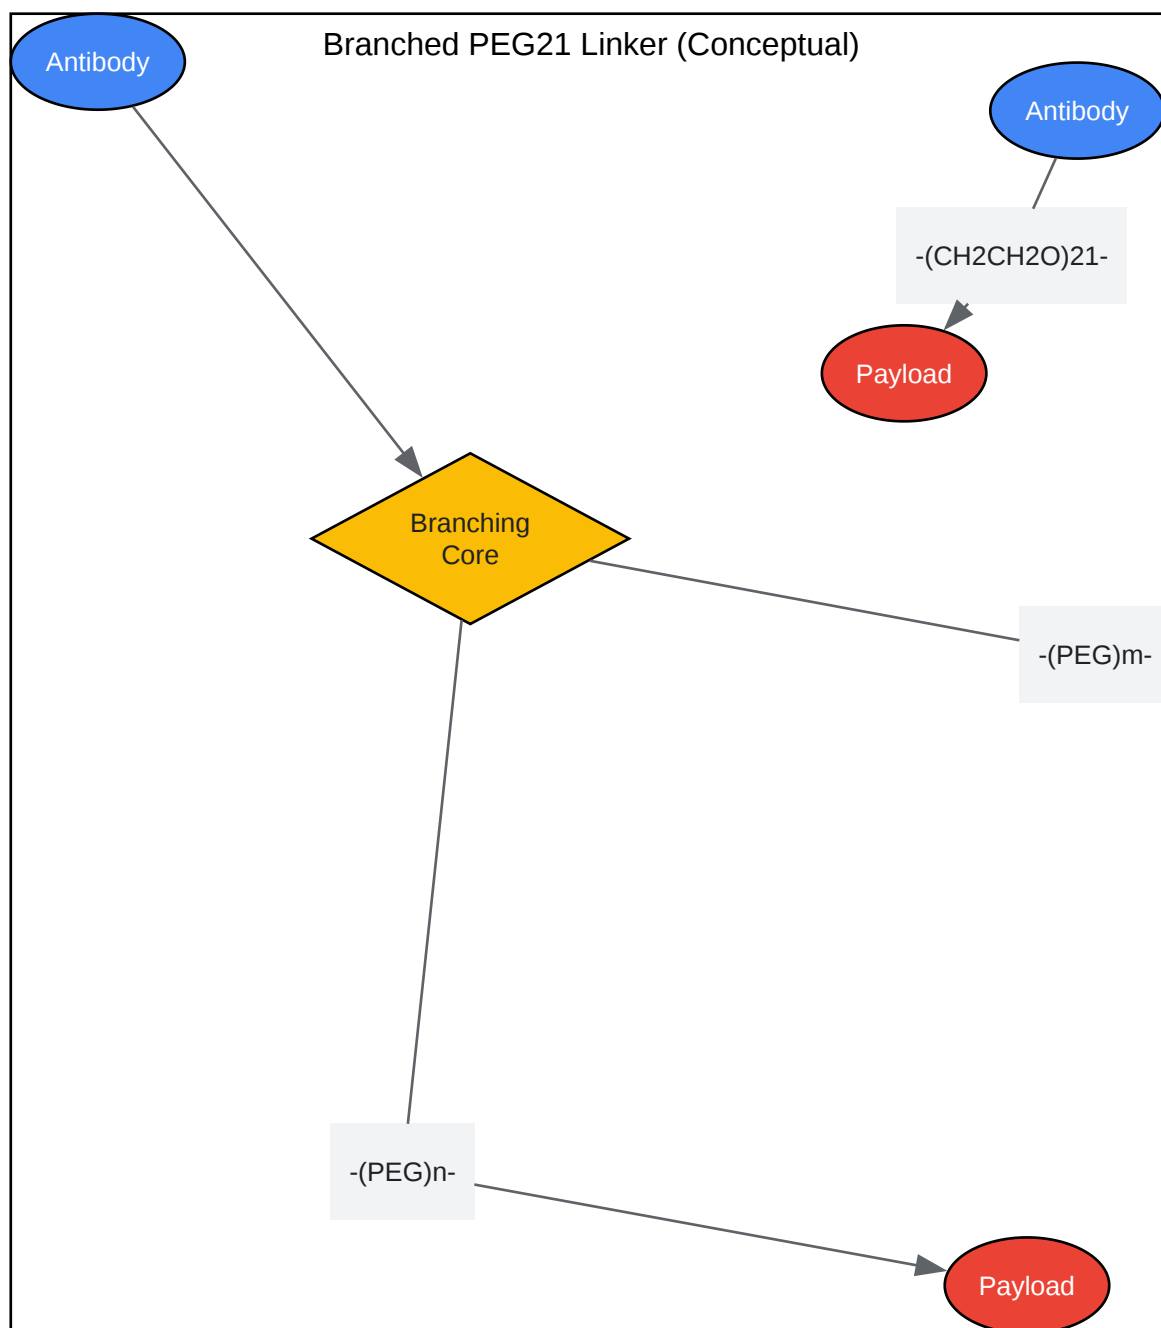 Branched PEG21 Linker (Conceptual)
Antibody
Antibody
-(CH2CH2O)21-
Payload
Branching
Core
-(PEG)m-
-(PEG)n-
Payload